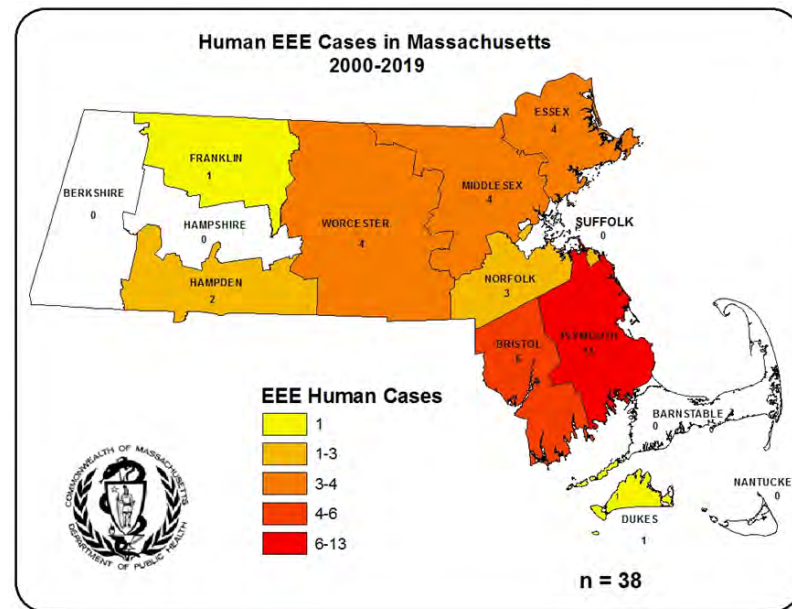 Human EEE Cases in Massachusetts
2000-2019
ESSEX
4
FRANKLIN
1
MIDDLESEX
4
BERKSHIRE
0
HAMPSHIRE
0
WORCESTER
4
SUFFOLK
0
HAMPDEN
2
NORFOLK
3
BRISTOL
6
PLYMOUTH
13
BARNSTABLE
0
NANTUCKE
0
1
DUKES
1
EEE Human Cases
1
1-3
3-4
4-6
6-13
COMMONWEALTH OF MASSACHUSETTS
DEPARTMENT OF PUBLIC HEALTH
n = 38